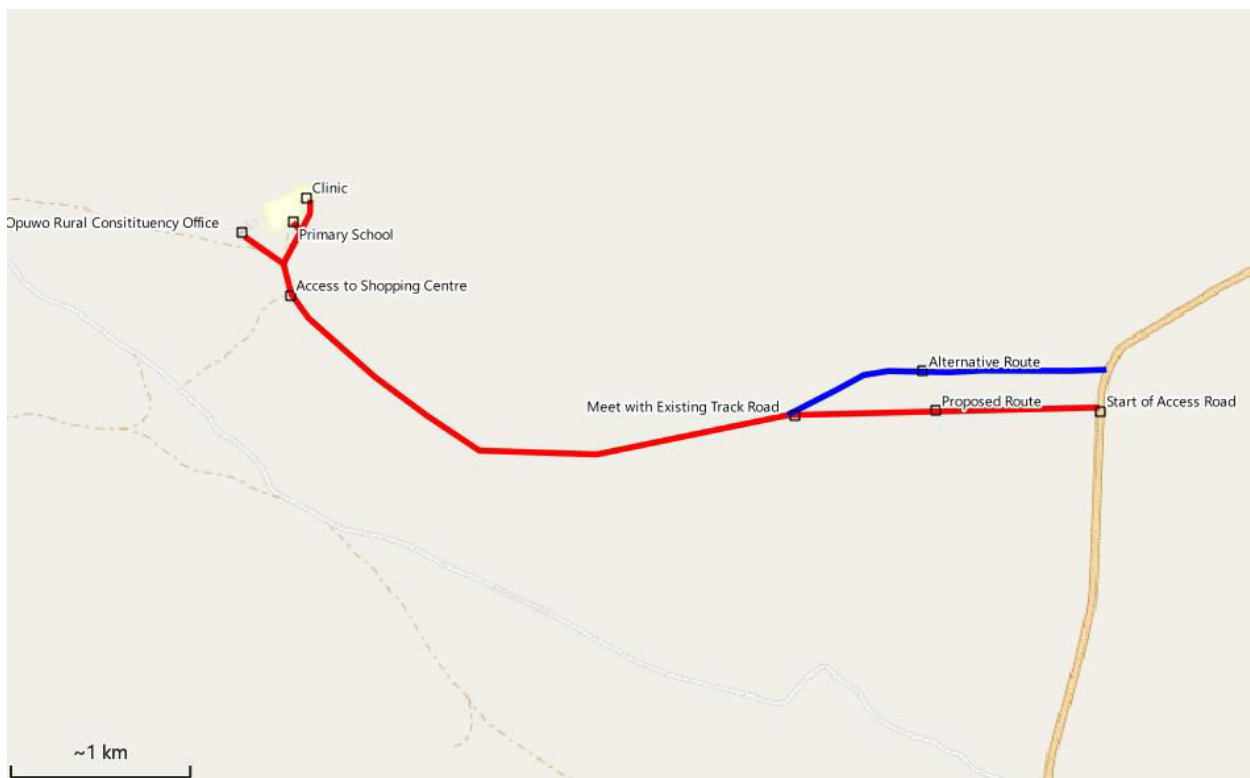 Clinic
Opuwo Rural Consitituency Office
Primary School
Access to Shopping Centre
Alternative Route
Meet with Existing Track Road
Proposed Route
Start of Access Road
~1 km